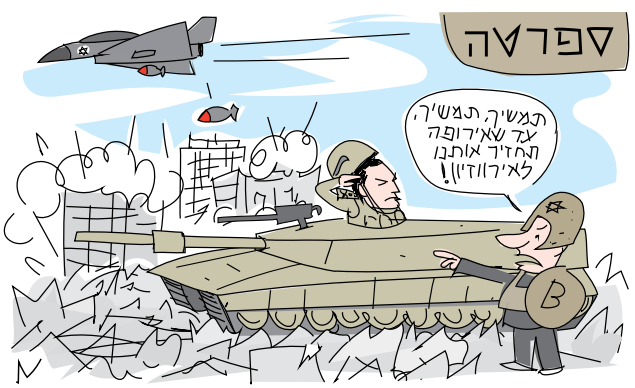 ספרטה
תמשיך, תמשיך,
עד שאירופה
תחזיר אותנו
לאירוויזיון!
B